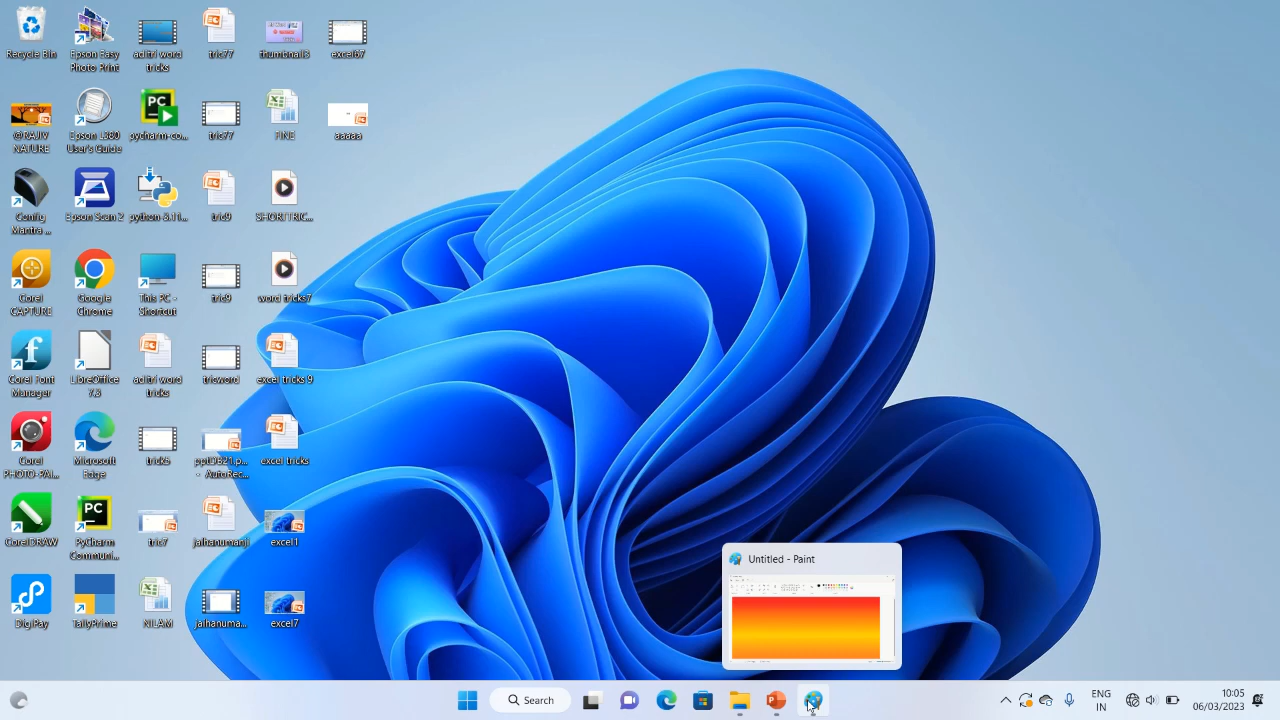 Recycle Bin
Epson Easy
Photo Print
aditri word
tricks
tric77
thumbnail3
excel67
@RAJIV
NATURE
Epson L380
User's Guide
pycharm-co...
tric77
FINE
aaaaa
Config
Mantra ...
Epson Scan 2
python-3.11...
tric9
SHORTTRIC...
Corel
CAPTURE
Google
Chrome
This PC -
Shortcut
tric9
word tricks7
Corel Font
Manager
LibreOffice
7.3
aditri word
tricks
tricword
excel tricks 9
Corel
PHOTO-PAI...
Microsoft
Edge
tricks
pptDB21.p...
- AutoRec...
excel tricks
CorelDRAW
PyCharm
Communi...
tric7
jaihanumanji
excel1
DigiPay
TallyPrime
NILAM
jaihanuma...
excel7
Untitled - Paint
Search
ENG
IN
10:05
06/03/2023